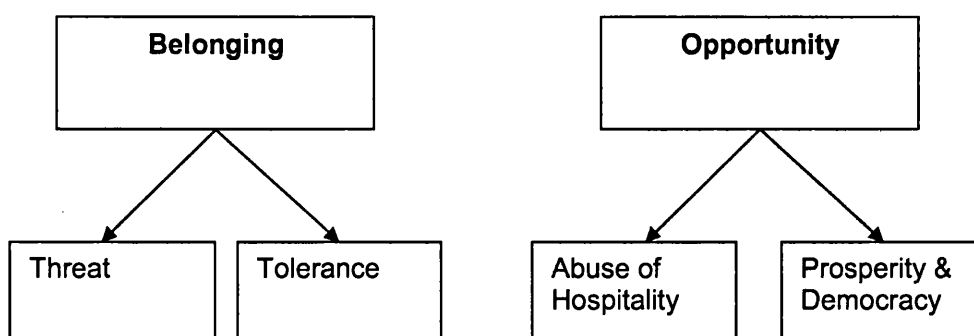 Belonging
Opportunity
Threat
Tolerance
Abuse of
Hospitality
Prosperity &
Democracy